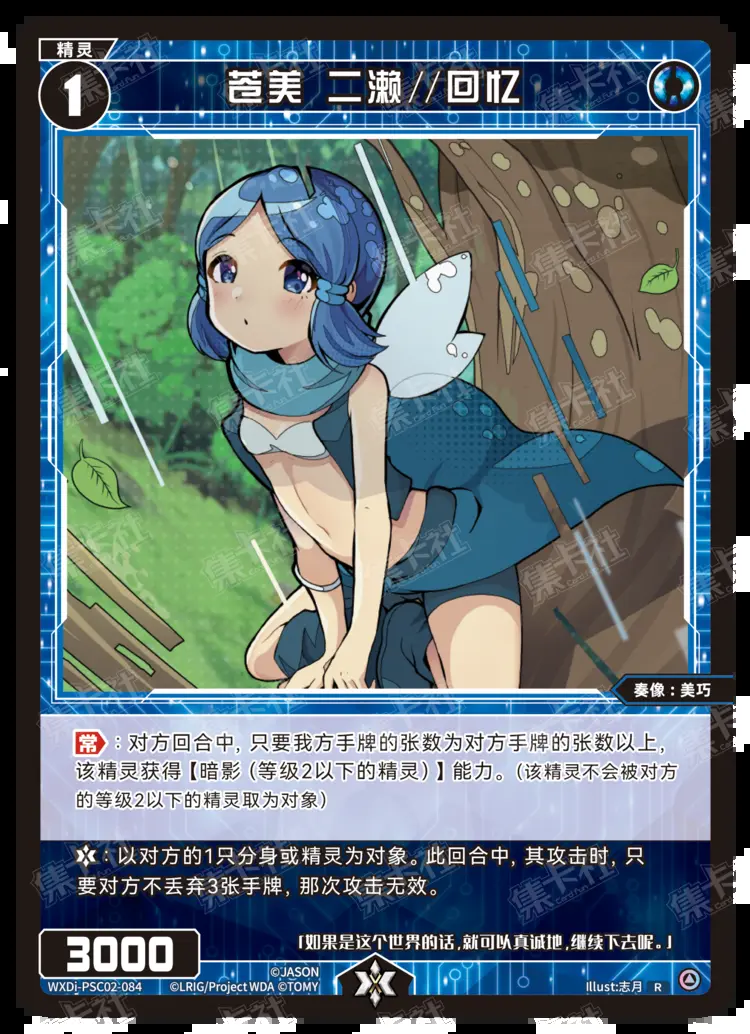 精灵
1
苍美 二濑//回忆
奏像：美巧
常：对方回合中，只要我方手牌的张数为对方手牌的张数以上，
该精灵获得【暗影（等级2以下的精灵）】能力。（该精灵不会被对方
的等级2以下的精灵取为对象）
：以对方的1只分身或精灵为对象。此回合中，其攻击时，只
要对方不丢弃3张手牌，那次攻击无效。
「如果是这个世界的话，就可以真诚地，继续下去呢。」
3000
©JASON
WXDi-PSC02-084 ©LRIG/Project WDA ©TOMY
Illust:志月 R
集卡社